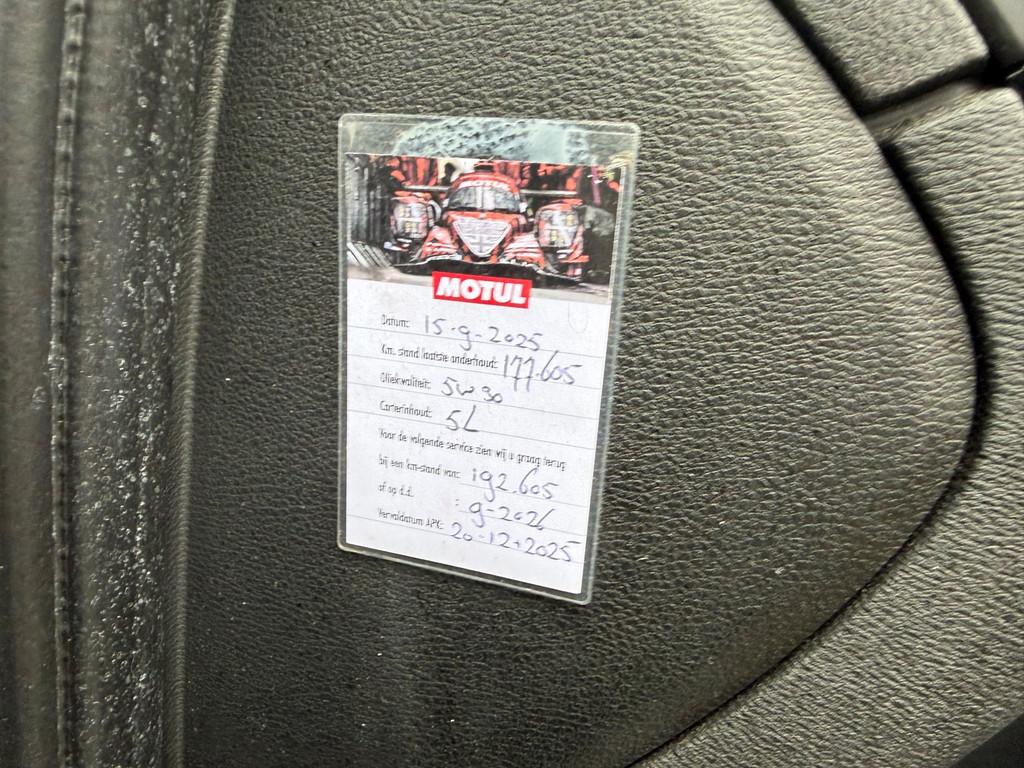 MOTUL
MOTUL
Datum: 15-9-2025
Km. stand laatste onderhoud: 177.605
Oliekwaliteit: 5w30
Carterinhoud: 5L
Voor de volgende service zien wij u graag terug
bij een km-stand van: 192.605
of op d.d. : 9-2026
Vervaldatum APK: 20-12-2025